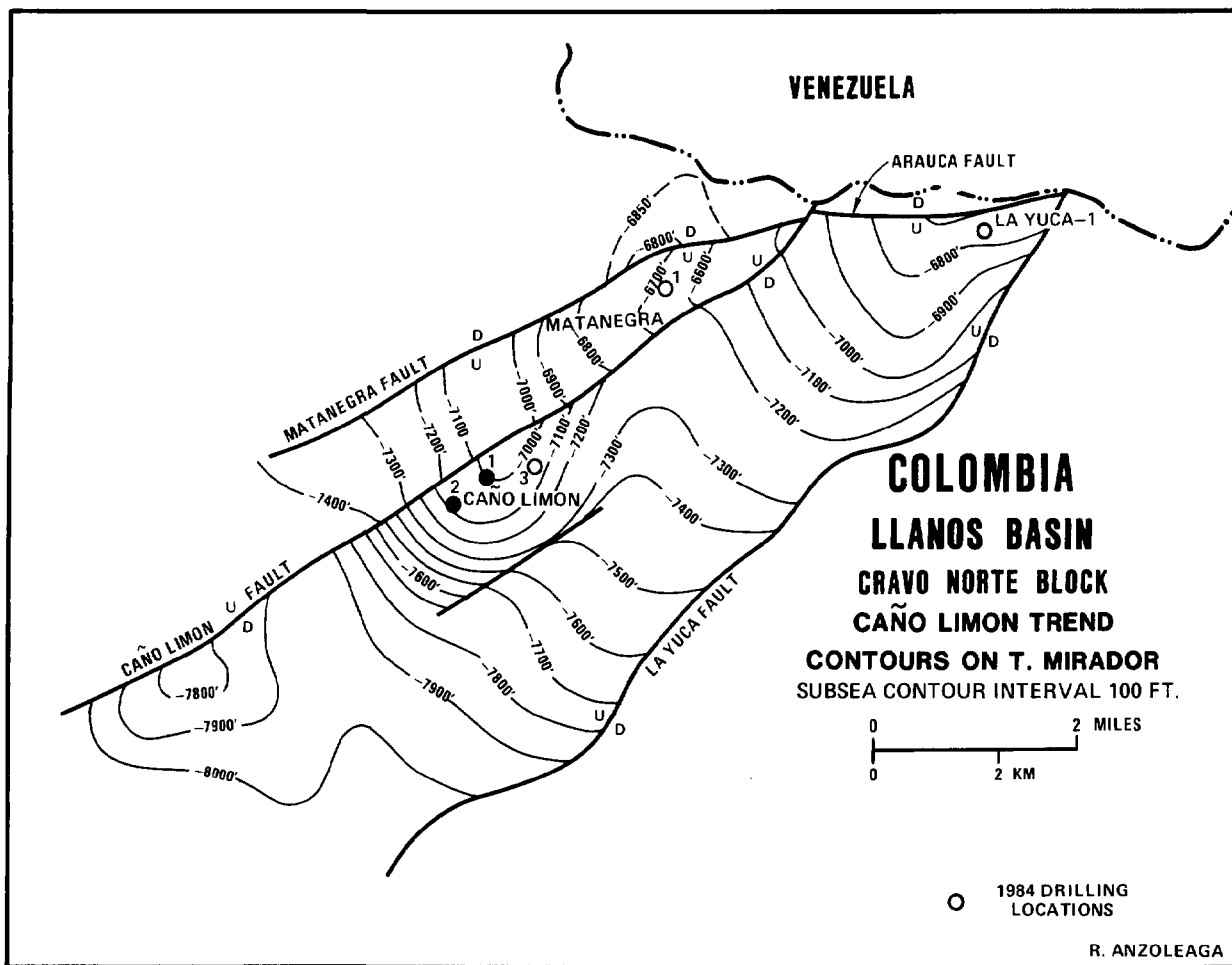 VENEZUELA
ARAUCA FAULT
D
U
LA YUCA-1
-6850'
-6800'
D
U
-6700'
-6600'
1
MATANEGRA
U
D
-6800'
-6900'
-7000'
-7100'
-7200'
U
D
MATANEGRA FAULT
D
U
-6800'
-6900'
-7000'
-7100
-7200'
-7300'
-7400'
-7000'
-7100'
-7200'
-7300'
1
2
3
CAÑO LIMON
-7300'
-7400'
-7500'
-7600'
-7600'
-7700'
-7800'
-7900'
CAÑO LIMON FAULT
U
D
-7800'
-7900'
-8000'
LA YUCA FAULT
U
D
COLOMBIA
LLANOS BASIN
CRAVO NORTE BLOCK
CAÑO LIMON TREND
CONTOURS ON T. MIRADOR
SUBSEA CONTOUR INTERVAL 100 FT.
0 2 MILES
0 2 KM
1984 DRILLING
LOCATIONS
R. ANZOLEAGA